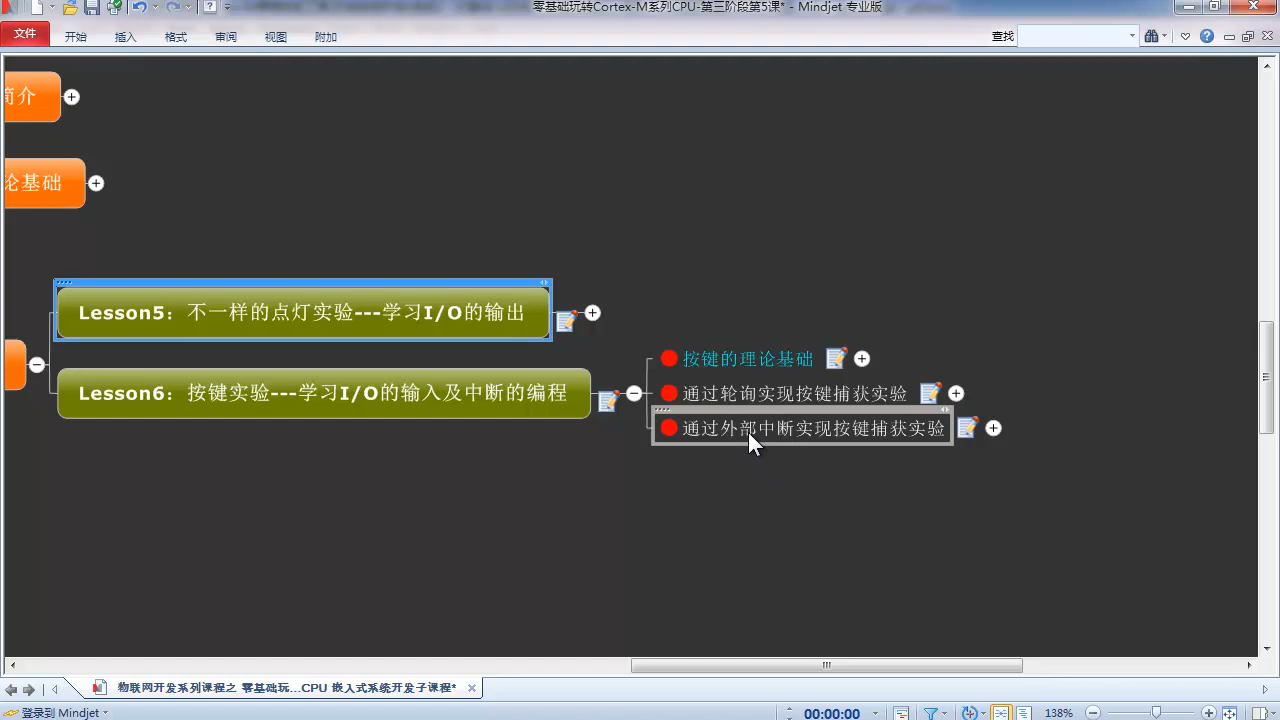 零基础玩转Cortex-M系列CPU-第三阶段第5课* - Mindjet 专业版
文件 开始 插入 格式 审阅 视图 附加 查找
简介
论基础
Lesson5：不一样的点灯实验---学习I/O的输出
按键的理论基础
Lesson6：按键实验---学习I/O的输入及中断的编程
通过轮询实现按键捕获实验
通过外部中断实现按键捕获实验
物联网开发系列课程之 零基础玩...CPU 嵌入式系统开发子课程*
登录到 Mindjet 00:00:00 138%